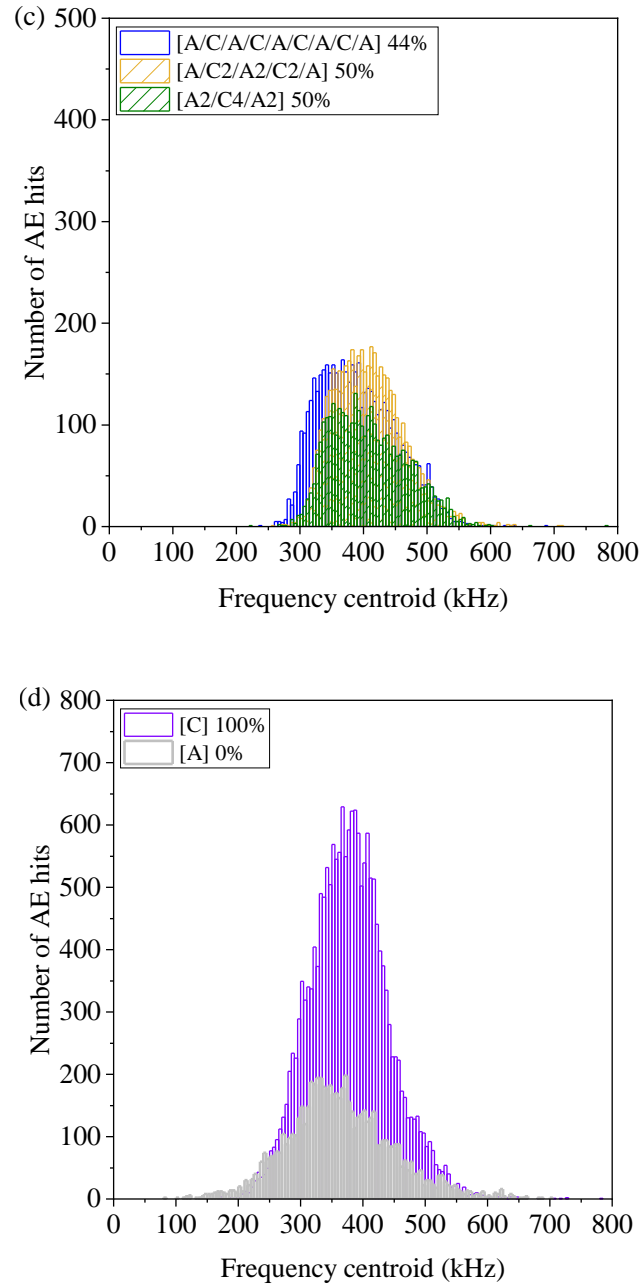 (c)
500
400
300
200
100
0
Number of AE hits
[A/C/A/C/A/C/A/C/A] 44%
[A/C2/A2/C2/A] 50%
[A2/C4/A2] 50%
0 100 200 300 400 500 600 700 800
Frequency centroid (kHz)
(d)
800
700
600
500
400
300
200
100
0
Number of AE hits
[C] 100%
[A] 0%
0 100 200 300 400 500 600 700 800
Frequency centroid (kHz)